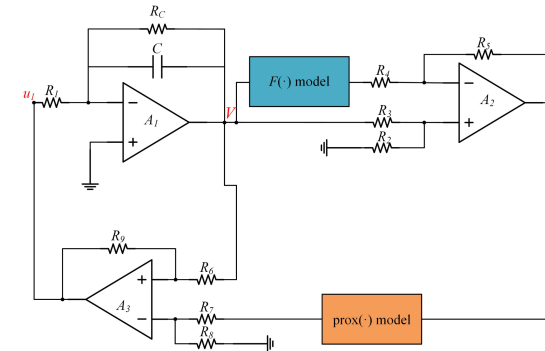 R_C
C
u_I
R_1
V
F(·) model
R_4
R_5
A_1
A_2
R_3
R_2
R_9
R_6
A_3
R_7
R_8
prox(·) model